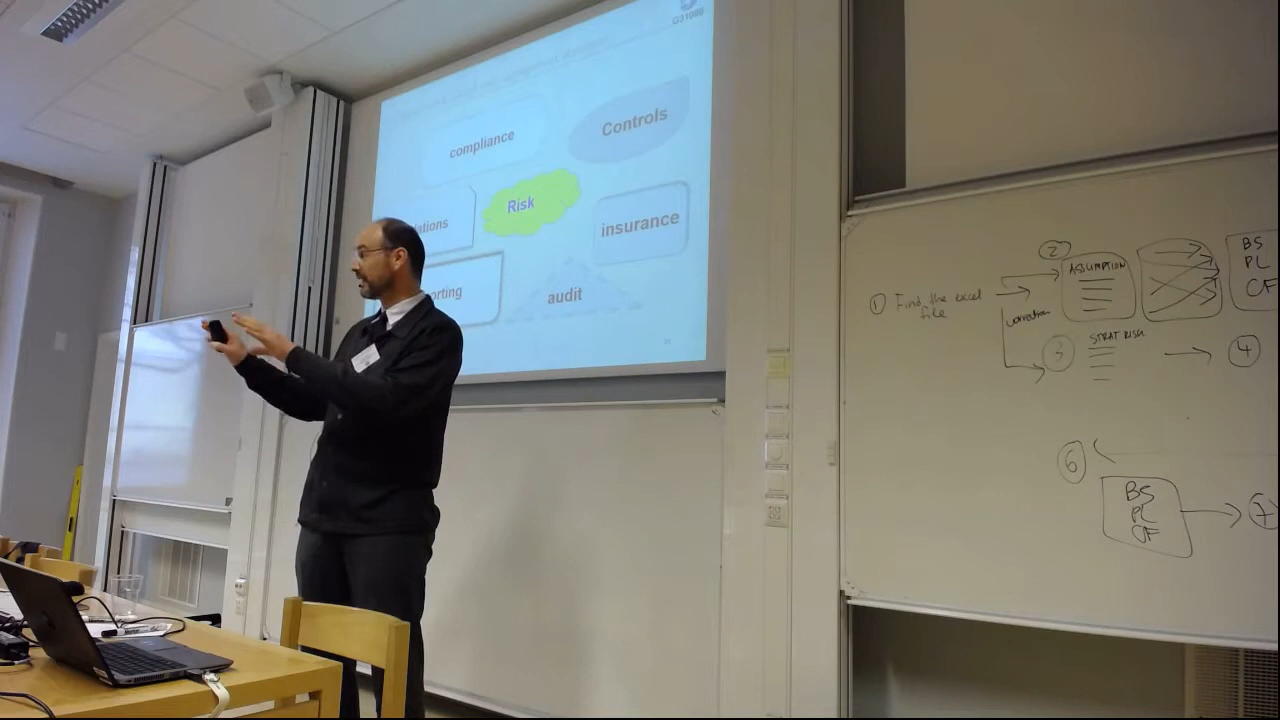 G31000
compliance
Controls
Risk
insurance
audit
① Find the excel
file
②
ASSUMPTION
BS
PL
CF
③
STRAT RISK
④
⑥
BS
PL
CF
⑦